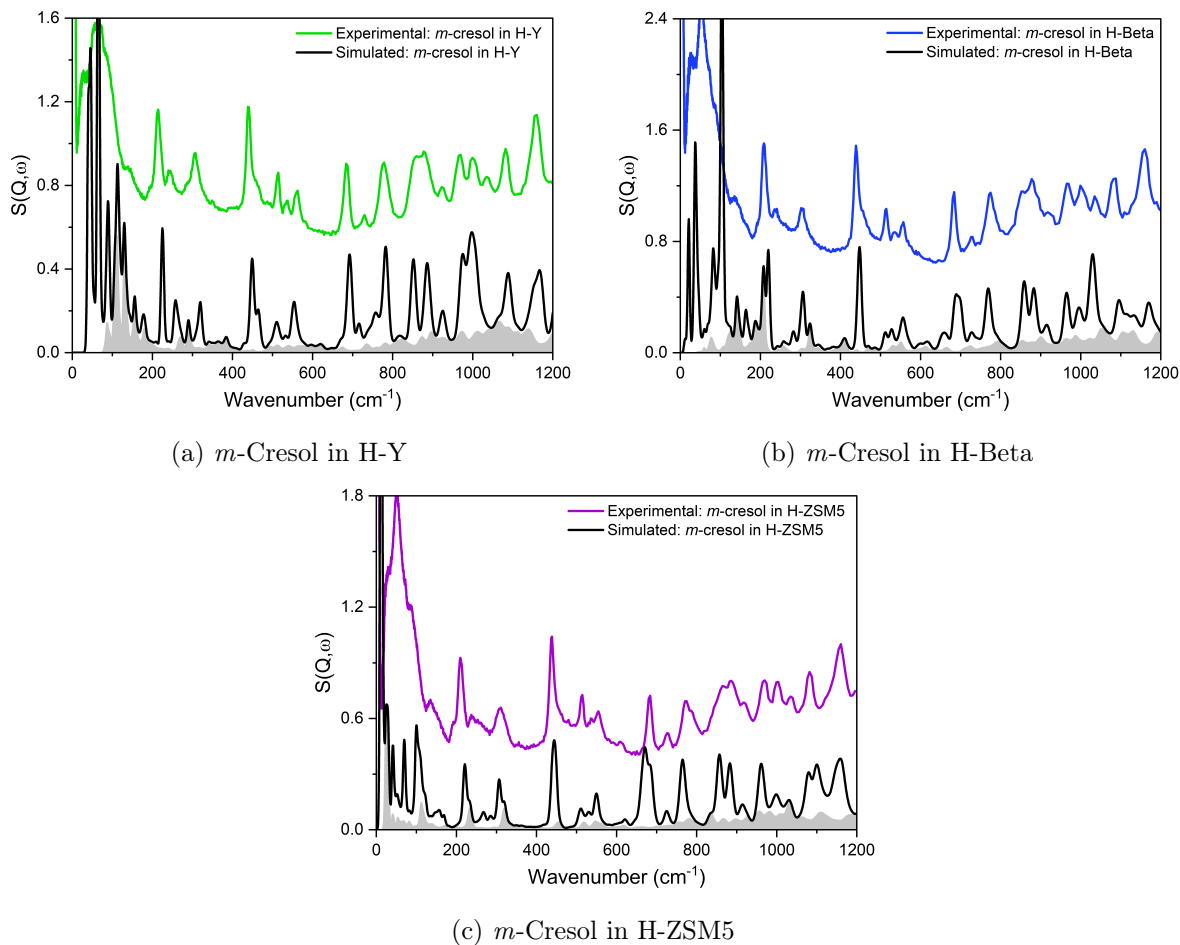 1.6
1.2
0.8
0.4
0.0
S(Q,ω)
Experimental: m-cresol in H-Y
Simulated: m-cresol in H-Y
0 200 400 600 800 1000 1200
Wavenumber (cm-1)
(a) m-Cresol in H-Y
2.4
1.6
0.8
0.0
S(Q,ω)
Experimental: m-cresol in H-Beta
Simulated: m-cresol in H-Beta
0 200 400 600 800 1000 1200
Wavenumber (cm-1)
(b) m-Cresol in H-Beta
1.8
1.2
0.6
0.0
S(Q,ω)
Experimental: m-cresol in H-ZSM5
Simulated: m-cresol in H-ZSM5
0 200 400 600 800 1000 1200
Wavenumber (cm-1)
(c) m-Cresol in H-ZSM5